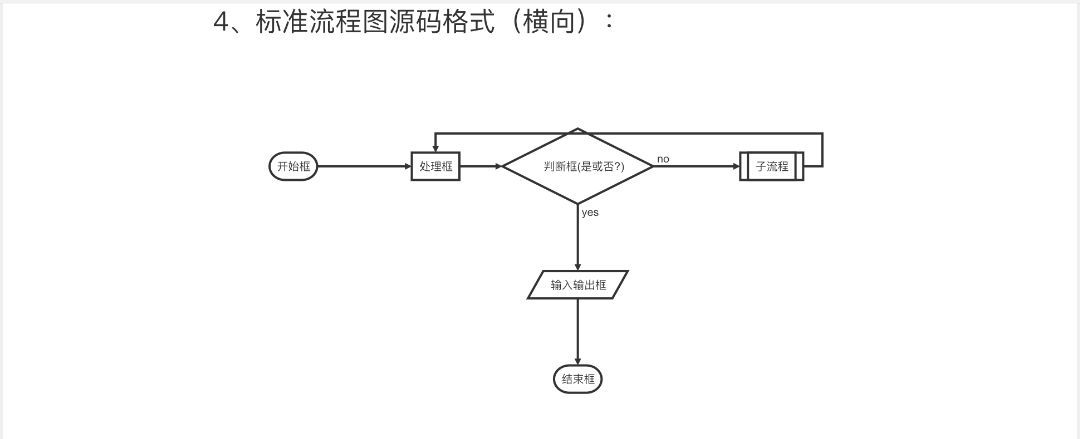 4、标准流程图源码格式（横向）：
开始框
处理框
判断框(是或否?)
no
子流程
yes
输入输出框
结束框